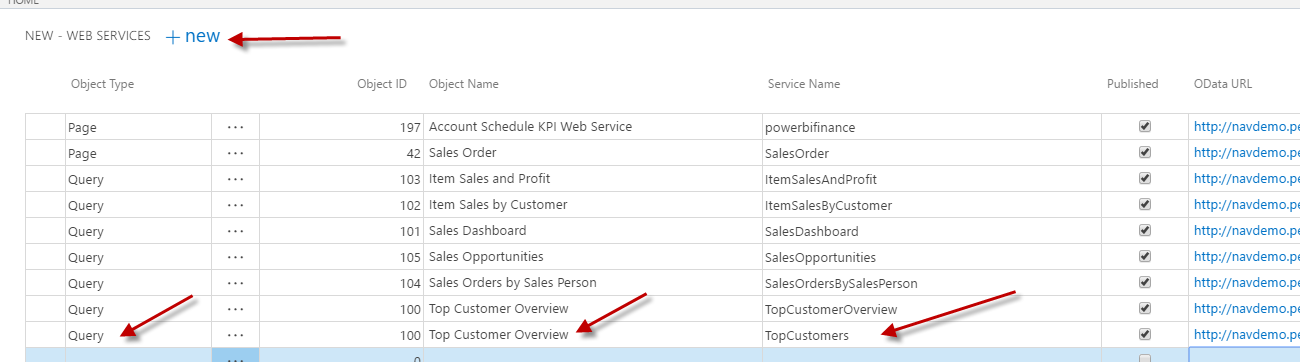 HOME
NEW - WEB SERVICES + new
Object Type Object ID Object Name Service Name Published OData URL
Page ... 197 Account Schedule KPI Web Service powerbifinance http://navdemo.pe
Page ... 42 Sales Order SalesOrder http://navdemo.pe
Query ... 103 Item Sales and Profit ItemSalesAndProfit http://navdemo.pe
Query ... 102 Item Sales by Customer ItemSalesByCustomer http://navdemo.pe
Query ... 101 Sales Dashboard SalesDashboard http://navdemo.pe
Query ... 105 Sales Opportunities SalesOpportunities http://navdemo.pe
Query ... 104 Sales Orders by Sales Person SalesOrdersBySalesPerson http://navdemo.pe
Query ... 100 Top Customer Overview TopCustomerOverview http://navdemo.pe
Query ... 100 Top Customer Overview TopCustomers http://navdemo.pe
... 0